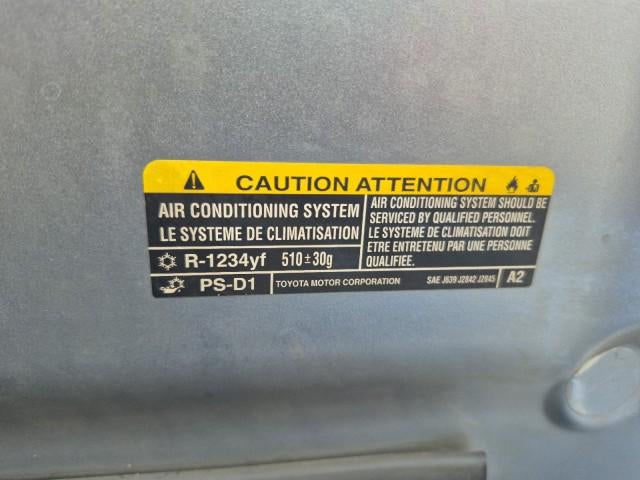 CAUTION ATTENTION
AIR CONDITIONING SYSTEM
LE SYSTEME DE CLIMATISATION
AIR CONDITIONING SYSTEM SHOULD BE
SERVICED BY QUALIFIED PERSONNEL.
LE SYSTEME DE CLIMATISATION DOIT
ETRE ENTRETENU PAR UNE PERSONNE
QUALIFIEE.
R-1234yf 510±30g
PS-D1 TOYOTA MOTOR CORPORATION SAE J639 J2842 J2845 A2